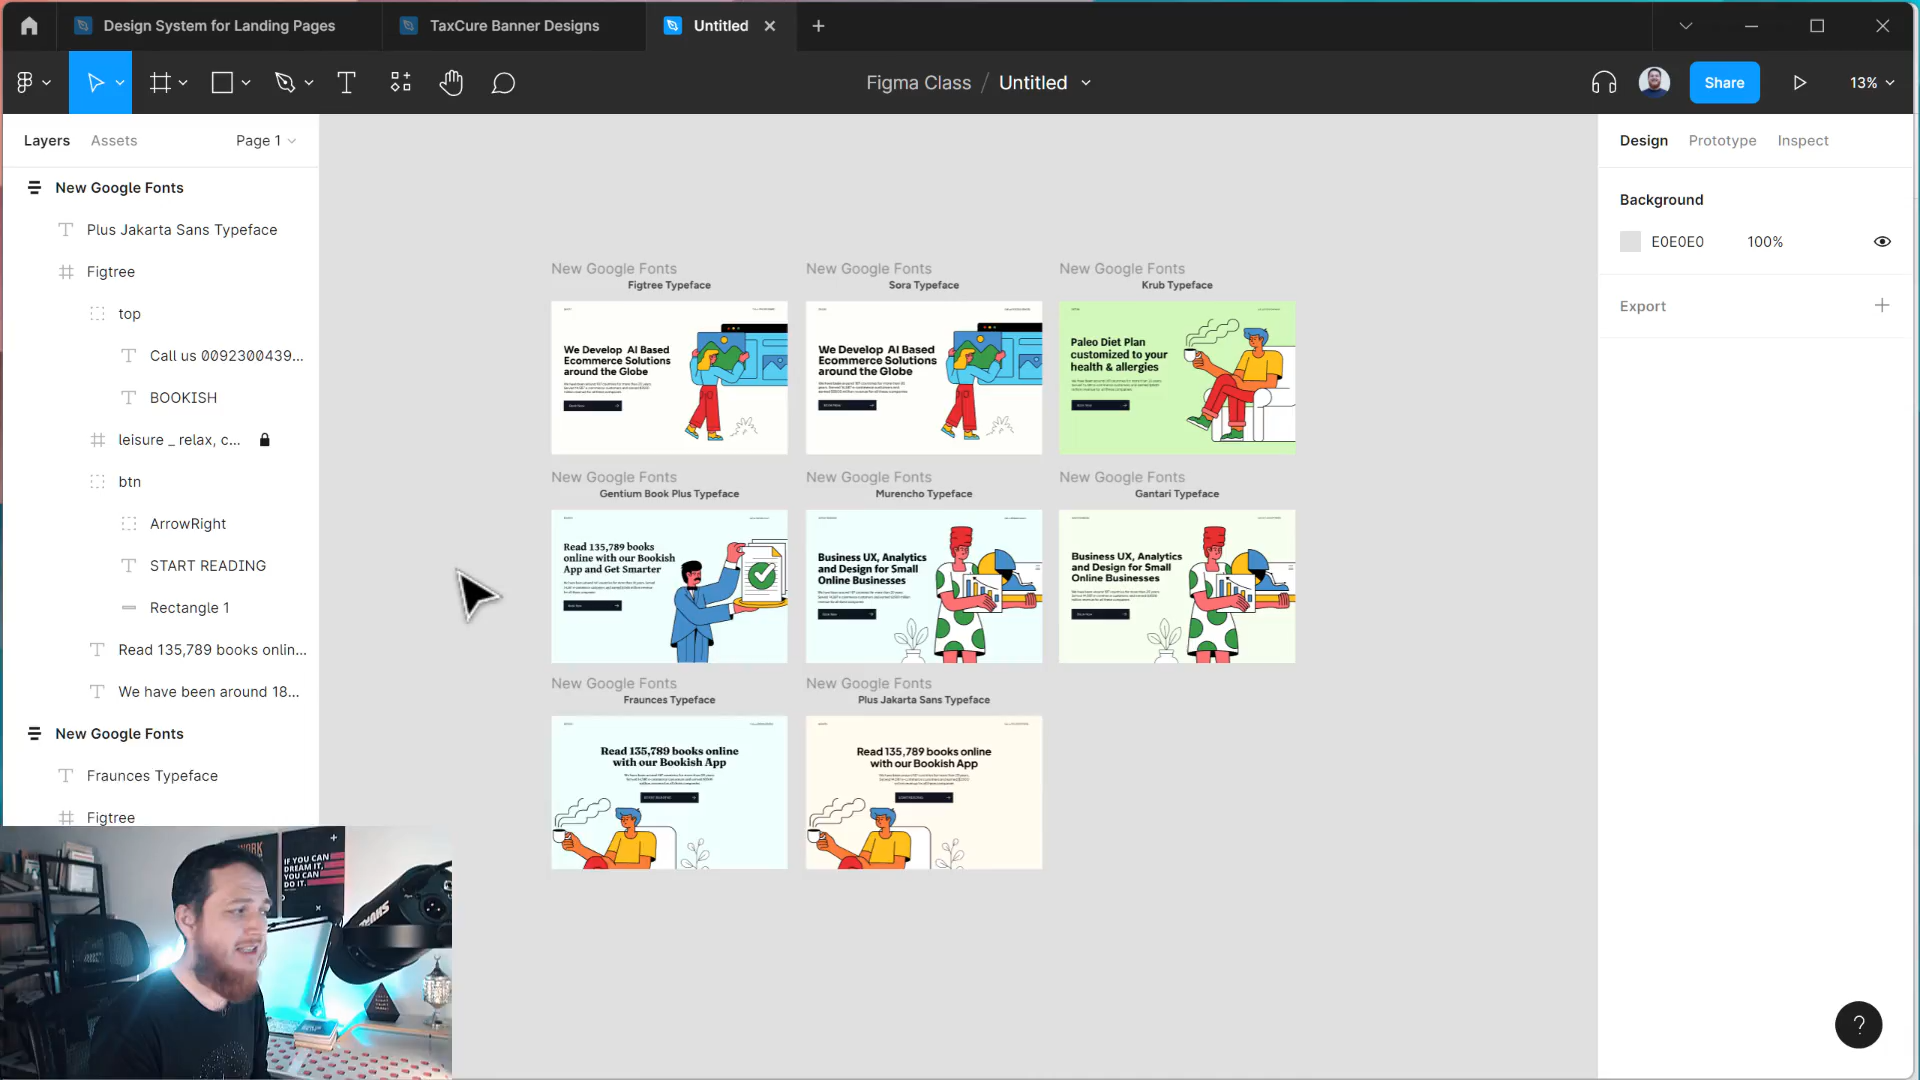 Design System for Landing Pages
TaxCure Banner Designs
Untitled
Figma Class / Untitled
Share
13%
Layers
Assets
Page 1
Design
Prototype
Inspect
New Google Fonts
Plus Jakarta Sans Typeface
Figtree
top
Call us 0092300439...
BOOKISH
leisure _ relax, c...
btn
ArrowRight
START READING
Rectangle 1
Read 135,789 books onlin...
We have been around 18...
New Google Fonts
Fraunces Typeface
Figtree
Background
E0E0E0
100%
Export
New Google Fonts
Figtree Typeface
We Develop AI Based
Ecommerce Solutions
around the Globe
New Google Fonts
Sora Typeface
We Develop AI Based
Ecommerce Solutions
around the Globe
New Google Fonts
Krub Typeface
Paleo Diet Plan
customized to your
health & allergies
New Google Fonts
Gentium Book Plus Typeface
Read 135,789 books
online with our Bookish
App and Get Smarter
New Google Fonts
Murencho Typeface
Business UX, Analytics
and Design for Small
Online Businesses
New Google Fonts
Gantari Typeface
Business UX, Analytics
and Design for Small
Online Businesses
New Google Fonts
Fraunces Typeface
Read 135,789 books online
with our Bookish App
New Google Fonts
Plus Jakarta Sans Typeface
Read 135,789 books online
with our Bookish App
WORK
IF YOU CAN
DREAM IT,
YOU CAN
DO IT.
?